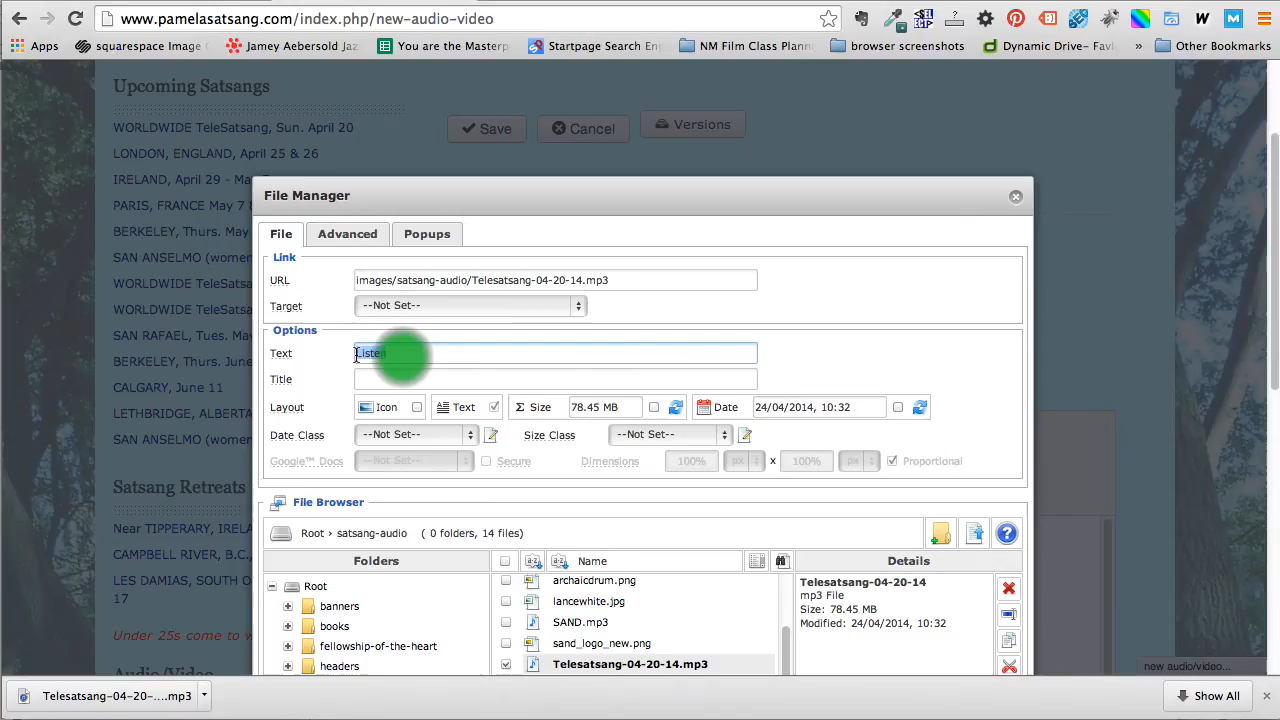 www.pamelasatsang.com/index.php/new-audio-video
Apps
squarespace Image
Jamey Aebersold Jaz
You are a Mastorp
Startpage Search En
NM Film Class Plann
browser screenshots
Dynamic Drive- Fav
» Other Bookmarks
Upcoming Satsangs
WORLDWIDE TeleSatsang, Sun. April 20
LONDON, ENGLAND, April 25 & 26
IRELAND, April 29 - Ma
PARIS, FRANCE May 7
BERKELEY, Thurs. May
SAN ANSELMO (wome
WORLDWIDE TeleSats
WORLDWIDE TeleSats
SAN RAFAEL, Tues. Ma
BERKELEY, Thurs. June
CALGARY, June 11
LETHBRIDGE, ALBERTA
SAN ANSELMO (wome
Satsang Retreats
Near TIPPERARY, IRELA
CAMPBELL RIVER, B.C.,
LES DAMIAS, SOUTH O
17
Under 25s come to w
Audio/Video
Save
Cancel
Versions
File Manager
File
Advanced
Popups
Link
URL images/satsang-audio/Telesatsang-04-20-14.mp3
Target --Not Set--
Options
Text Listen
Title
Layout Icon Text Σ Size 78.45 MB Date 24/04/2014, 10:32
Date Class --Not Set-- Size Class --Not Set--
Google™ Docs --Not Set-- Secure Dimensions 100% px x 100% px Proportional
File Browser
Root › satsang-audio ( 0 folders, 14 files)
Folders
Name
Details
Root
banners
books
fellowship-of-the-heart
headers
archaicdrum.png
lancewhite.jpg
SAND.mp3
sand_logo_new.png
Telesatsang-04-20-14.mp3
Telesatsang-04-20-14
mp3 File
Size: 78.45 MB
Modified: 24/04/2014, 10:32
new audio/video...
Telesatsang-04-20-....mp3
Show All